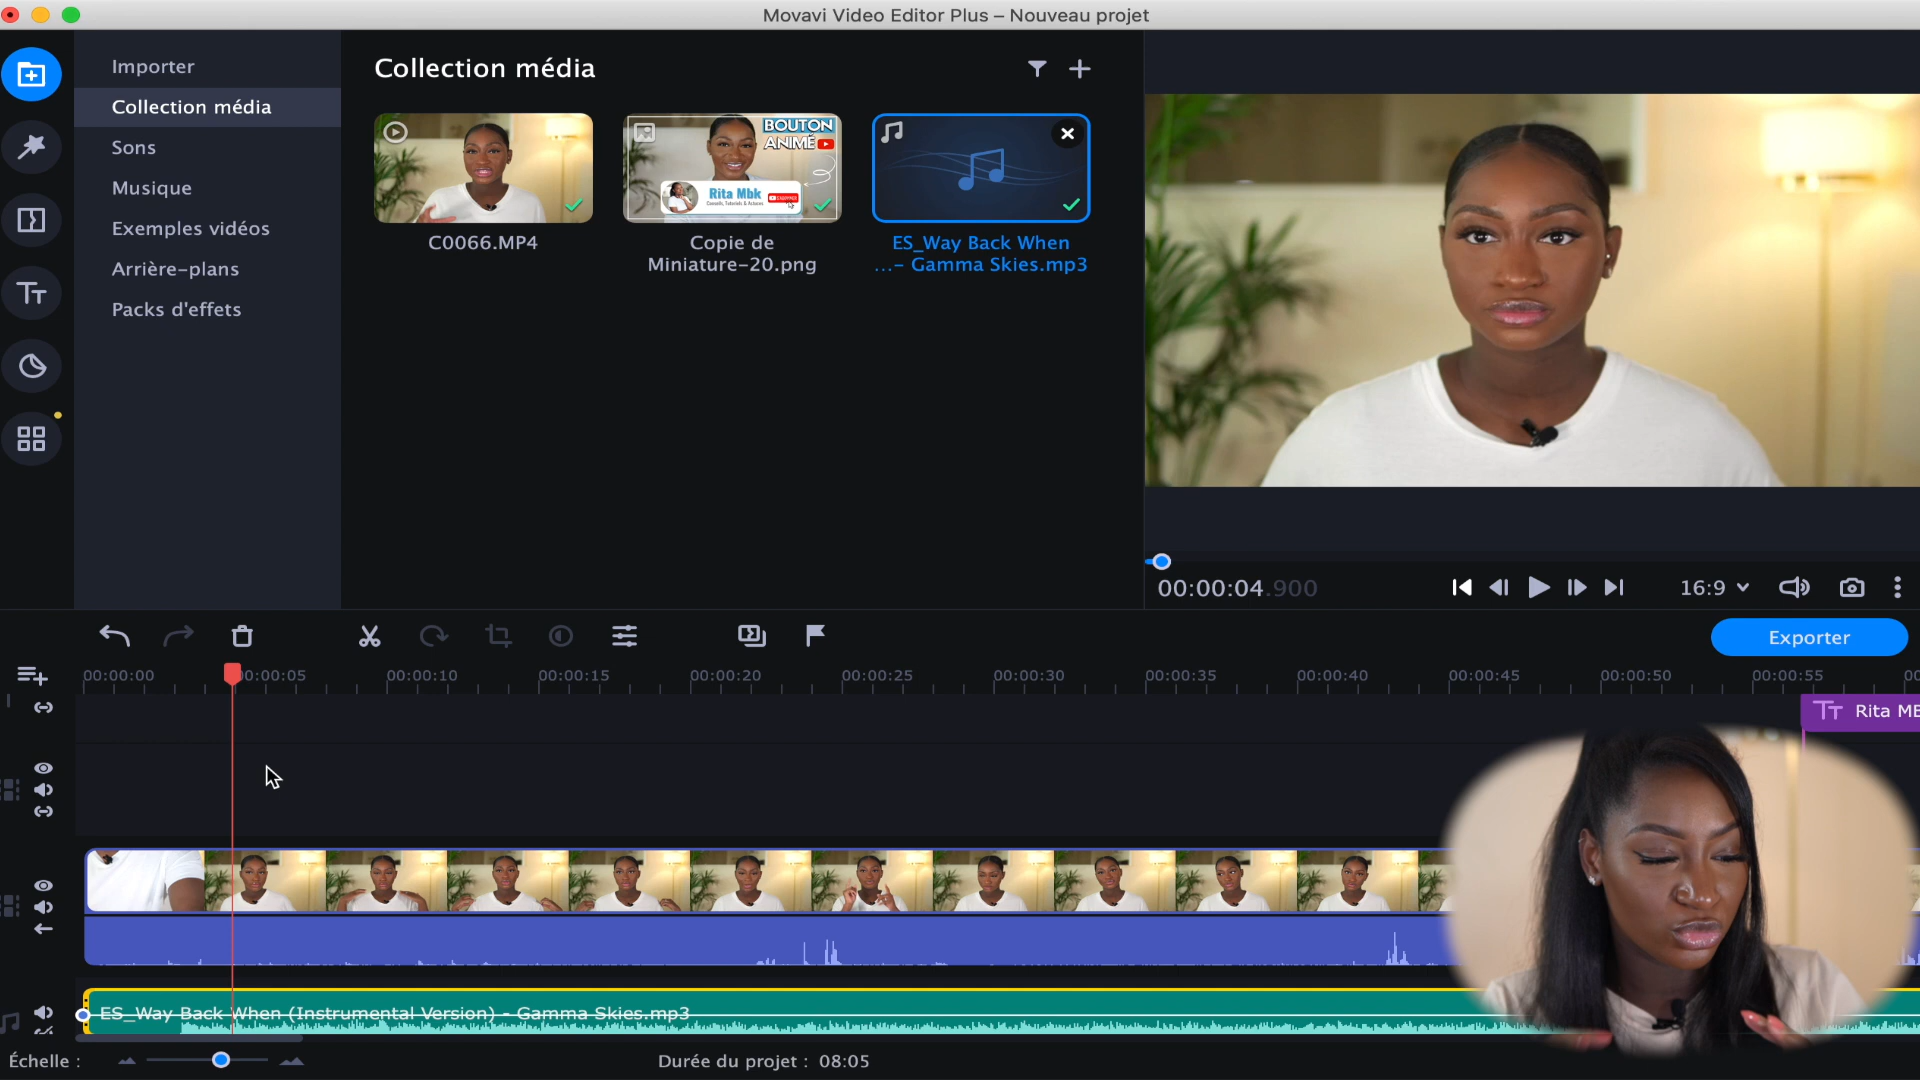 Movavi Video Editor Plus – Nouveau projet
Importer
Collection média
Sons
Musique
Exemples vidéos
Arrière-plans
Packs d'effets
Collection média
C0066.MP4
BOUTON
ANIMÉ
Rita Mbk
Conseils, Tutoriels & Astuces
Copie de
Miniature-20.png
ES_Way Back When
...- Gamma Skies.mp3
00:00:04.900
16:9
Exporter
00:00:00
00:00:05
00:00:10
00:00:15
00:00:20
00:00:25
00:00:30
00:00:35
00:00:40
00:00:45
00:00:50
00:00:55
Rita
ES_Way Back When (Instrumental Version) - Gamma Skies.mp3
Échelle :
Durée du projet : 08:05